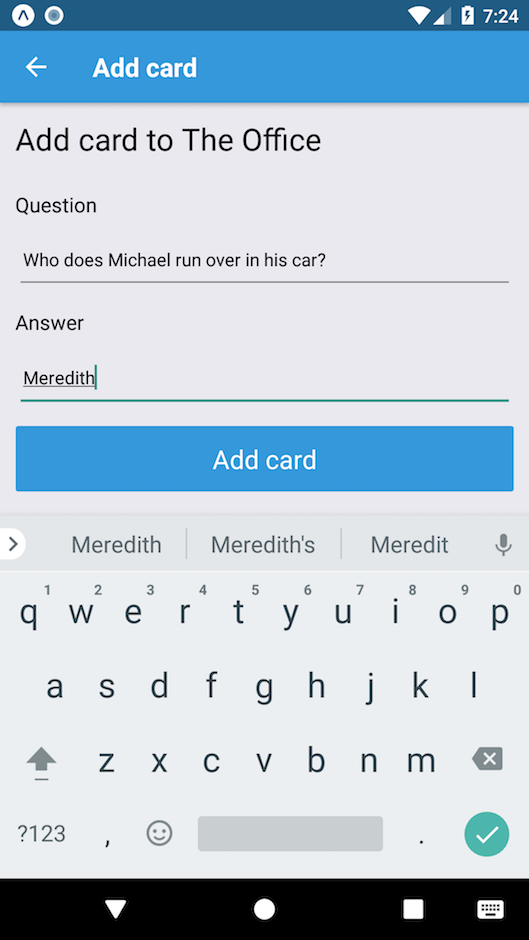 7:24
Add card
Add card to The Office
Question
Who does Michael run over in his car?
Answer
Meredith
Add card
Meredith Meredith's Meredit
1 2 3 4 5 6 7 8 9 0
q w e r t y u i o p
a s d f g h j k l
z x c v b n m
?123 , .